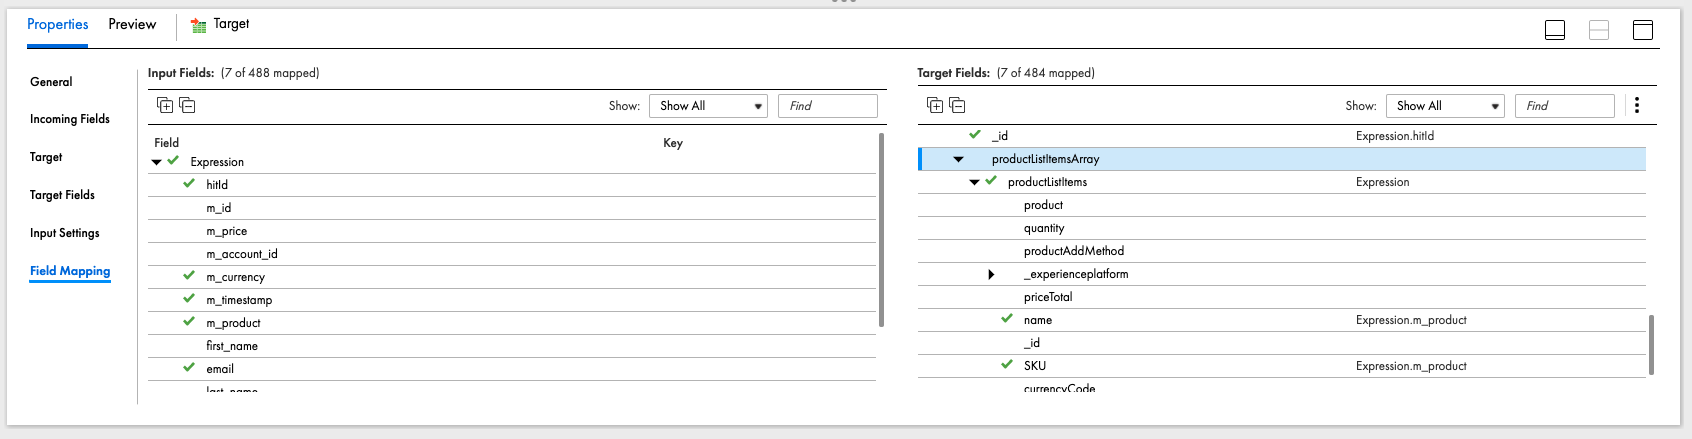 Properties Preview Target
General
Incoming Fields
Target
Target Fields
Input Settings
Field Mapping
Input Fields: (7 of 488 mapped)
Show: Show All Find
Field Key
Expression
hitId
m_id
m_price
m_account_id
m_currency
m_timestamp
m_product
first_name
email
last_name
Target Fields: (7 of 484 mapped)
Show: Show All Find
_id Expression.hitId
productListItemsArray
productListItems Expression
product
quantity
productAddMethod
_experienceplatform
priceTotal
name Expression.m_product
_id
SKU Expression.m_product
currencyCode